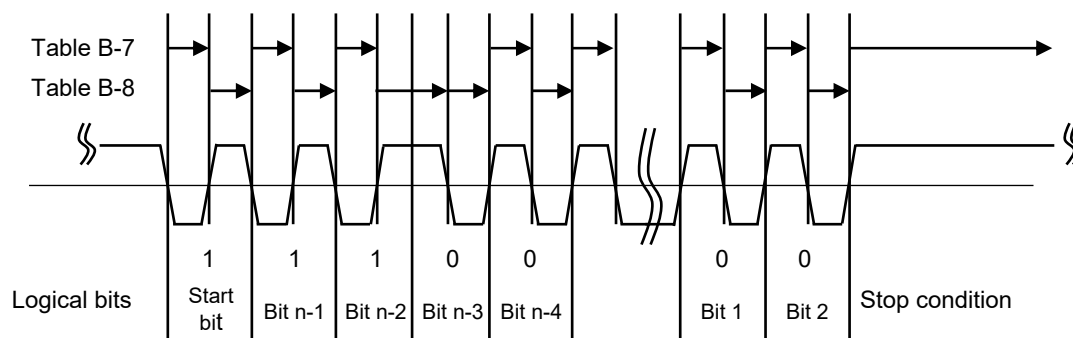 Table B-7
Table B-8
1 1 1 0 0 0 0
Logical bits Start bit Bit n-1 Bit n-2 Bit n-3 Bit n-4 Bit 1 Bit 2 Stop condition